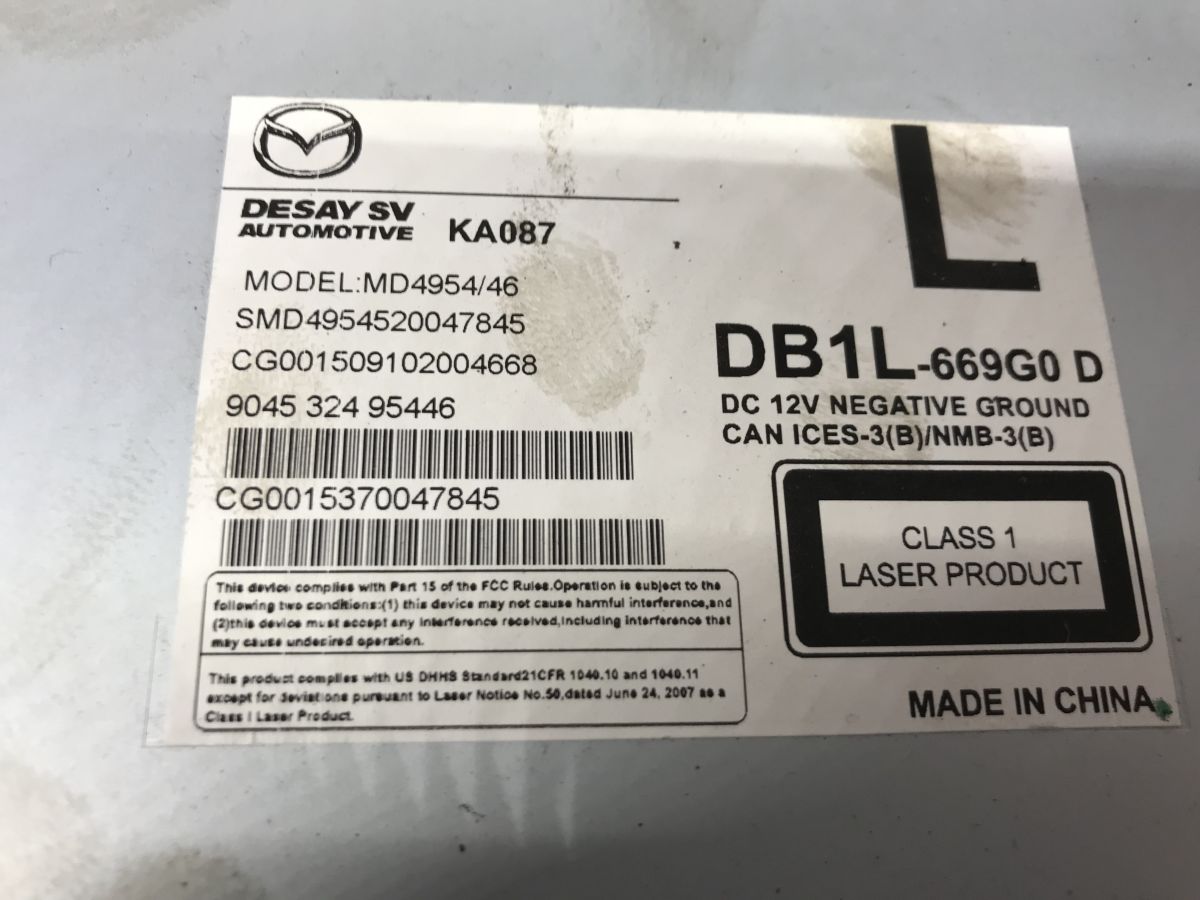 DESAY SV
AUTOMOTIVE KA087
MODEL:MD4954/46
SMD4954520047845
CG001509102004668
9045 324 95446
CG0015370047845
This device complies with Part 15 of the FCC Rules.Operation is subject to the
following two conditions:(1) this device may not cause harmful interference,and
(2)this device must accept any interference received,including interference that
may cause undecired operation.
This product complies with US DHHS Standard21CFR 1040.10 and 1040.11
except for deviations pursuant to Laser Notice No.50,dated June 24, 2007 as a
Class I Laser Product.
L
DB1L-669G0 D
DC 12V NEGATIVE GROUND
CAN ICES-3(B)/NMB-3(B)
CLASS 1
LASER PRODUCT
MADE IN CHINA